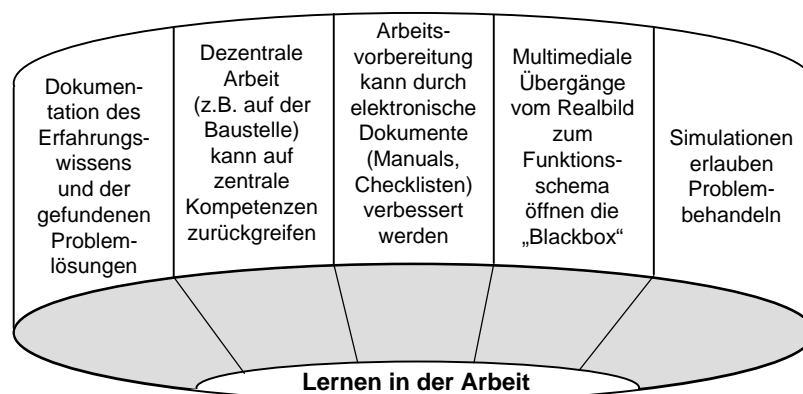 Dokumen-
tation des
Erfahrungs-
wissens
und der
gefundenen
Problem-
lösungen
Dezentrale
Arbeit
(z.B. auf der
Baustelle)
kann auf
zentrale
Kompetenzen
zurückgreifen
Arbeits-
vorbereitung
kann durch
elektronische
Dokumente
(Manuals,
Checklisten)
verbessert
werden
Multimediale
Übergänge
vom Realbild
zum
Funktions-
schema
öffnen die
„Blackbox“
Simulationen
erlauben
Problem-
behandeln
Lernen in der Arbeit